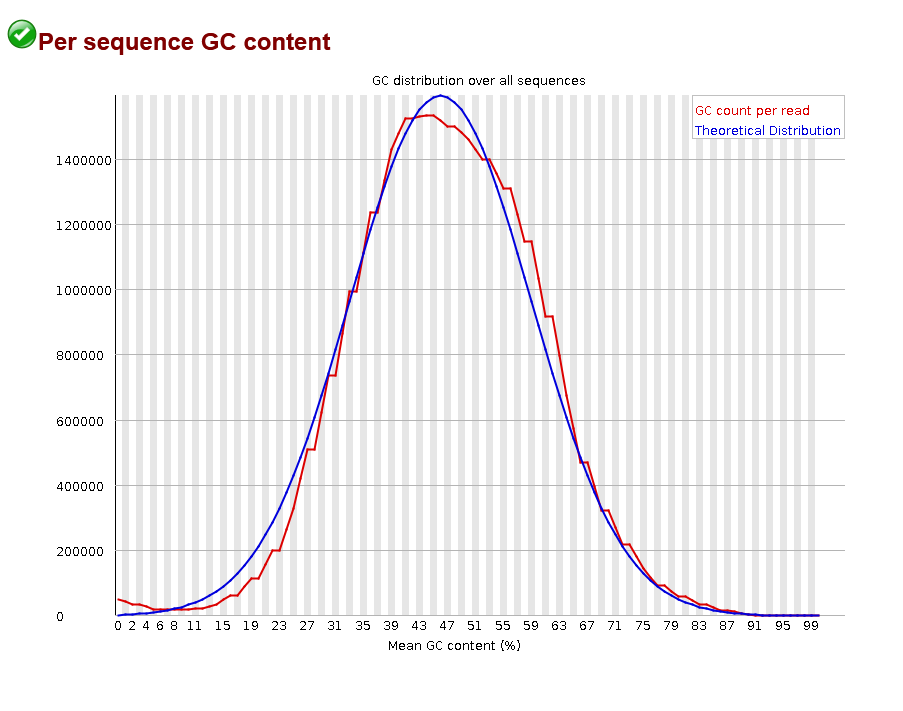 Per sequence GC content
GC distribution over all sequences
GC count per read
Theoretical Distribution
1400000
1200000
1000000
800000
600000
400000
200000
0
0 2 4 6 8 11 15 19 23 27 31 35 39 43 47 51 55 59 63 67 71 75 79 83 87 91 95 99
Mean GC content (%)